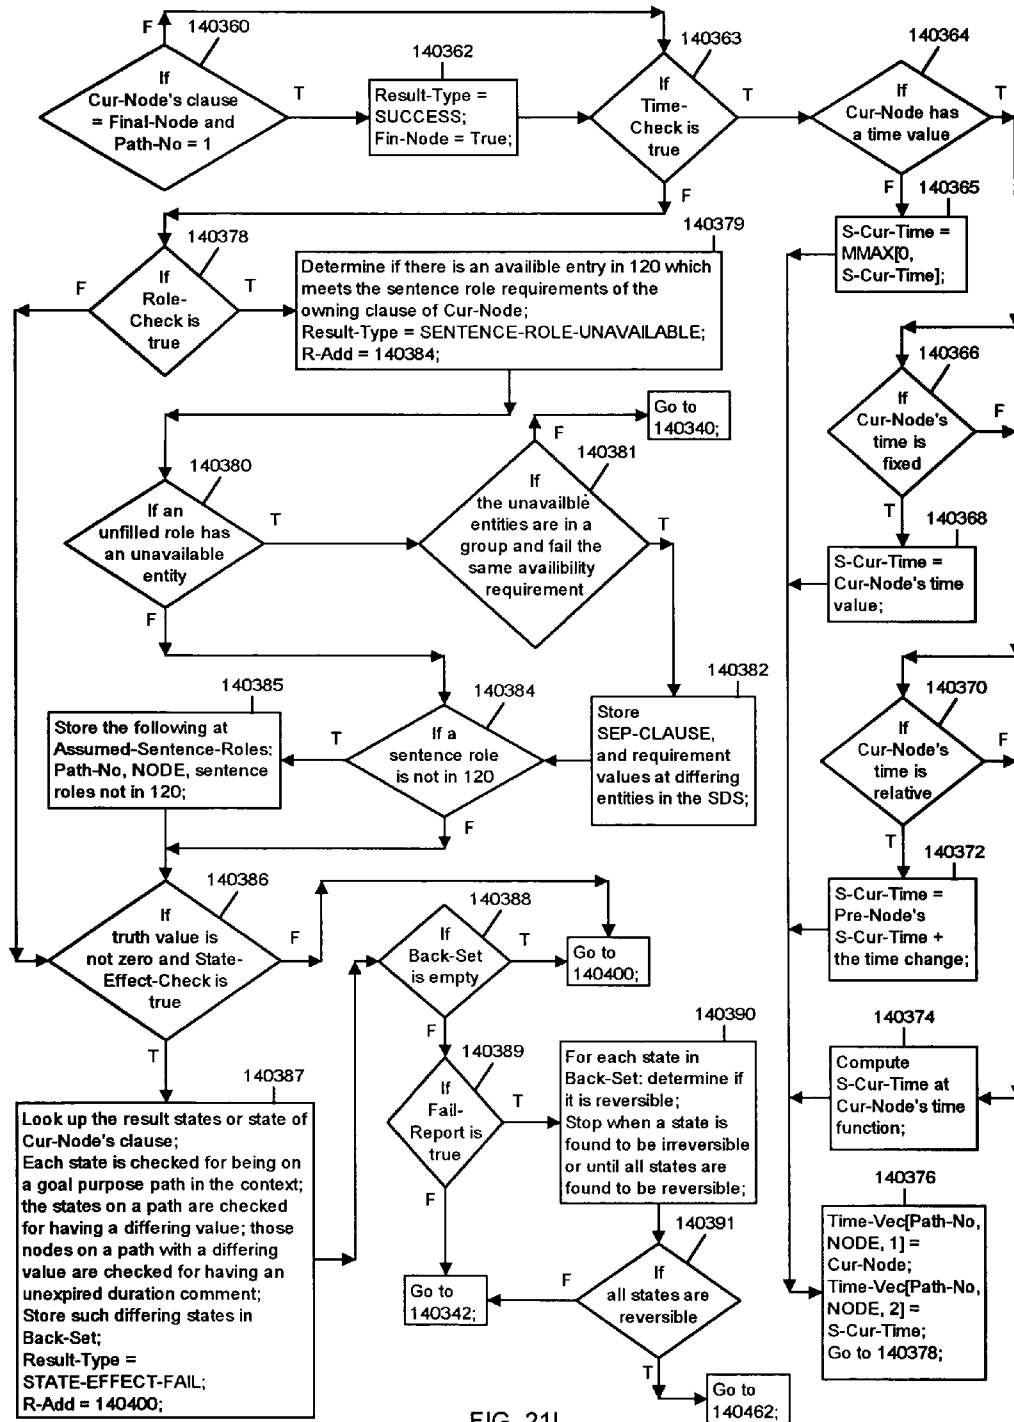 F
140360
If
Cur-Node's clause
= Final-Node and
Path-No = 1
T
140362
Result-Type =
SUCCESS;
Fin-Node = True;
140363
If
Time-
Check is
true
T
F
140364
If
Cur-Node has
a time value
T
F
140365
S-Cur-Time =
MMAX[0,
S-Cur-Time];
140378
If
Role-
Check is
true
F
T
140379
Determine if there is an availible entry in 120 which
meets the sentence role requirements of the
owning clause of Cur-Node;
Result-Type = SENTENCE-ROLE-UNAVAILABLE;
R-Add = 140384;
140366
If
Cur-Node's
time is
fixed
F
T
Go to
140340;
F
140380
If an
unfilled role has
an unavailable
entity
T
F
140381
If
the unavailble
entities are in a
group and fail the
same availibility
requirement
T
140368
S-Cur-Time =
Cur-Node's time
value;
140370
If
Cur-Node's
time is
relative
F
T
140382
Store
SEP-CLAUSE,
and requirement
values at differing
entities in the SDS;
140384
If a
sentence role
is not in 120
T
F
140385
Store the following at
Assumed-Sentence-Roles:
Path-No, NODE, sentence
roles not in 120;
140372
S-Cur-Time =
Pre-Node's
S-Cur-Time +
the time change;
140386
If
truth value is
not zero and State-
Effect-Check is
true
F
T
140388
If
Back-Set
is empty
T
F
Go to
140400;
140374
Compute
S-Cur-Time at
Cur-Node's time
function;
140387
Look up the result states or state of
Cur-Node's clause;
Each state is checked for being on
a goal purpose path in the context;
the states on a path are checked
for having a differing value; those
nodes on a path with a differing
value are checked for having an
unexpired duration comment;
Store such differing states in
Back-Set;
Result-Type =
STATE-EFFECT-FAIL;
R-Add = 140400;
140389
If
Fail-
Report is
true
T
F
140390
For each state in
Back-Set: determine if
it is reversible;
Stop when a state is
found to be irreversible
or until all states are
found to be reversible;
140376
Time-Vec[Path-No,
NODE, 1] =
Cur-Node;
Time-Vec[Path-No,
NODE, 2] =
S-Cur-Time;
Go to 140378;
140391
If
all states are
reversible
F
T
Go to
140342;
Go to
140462;